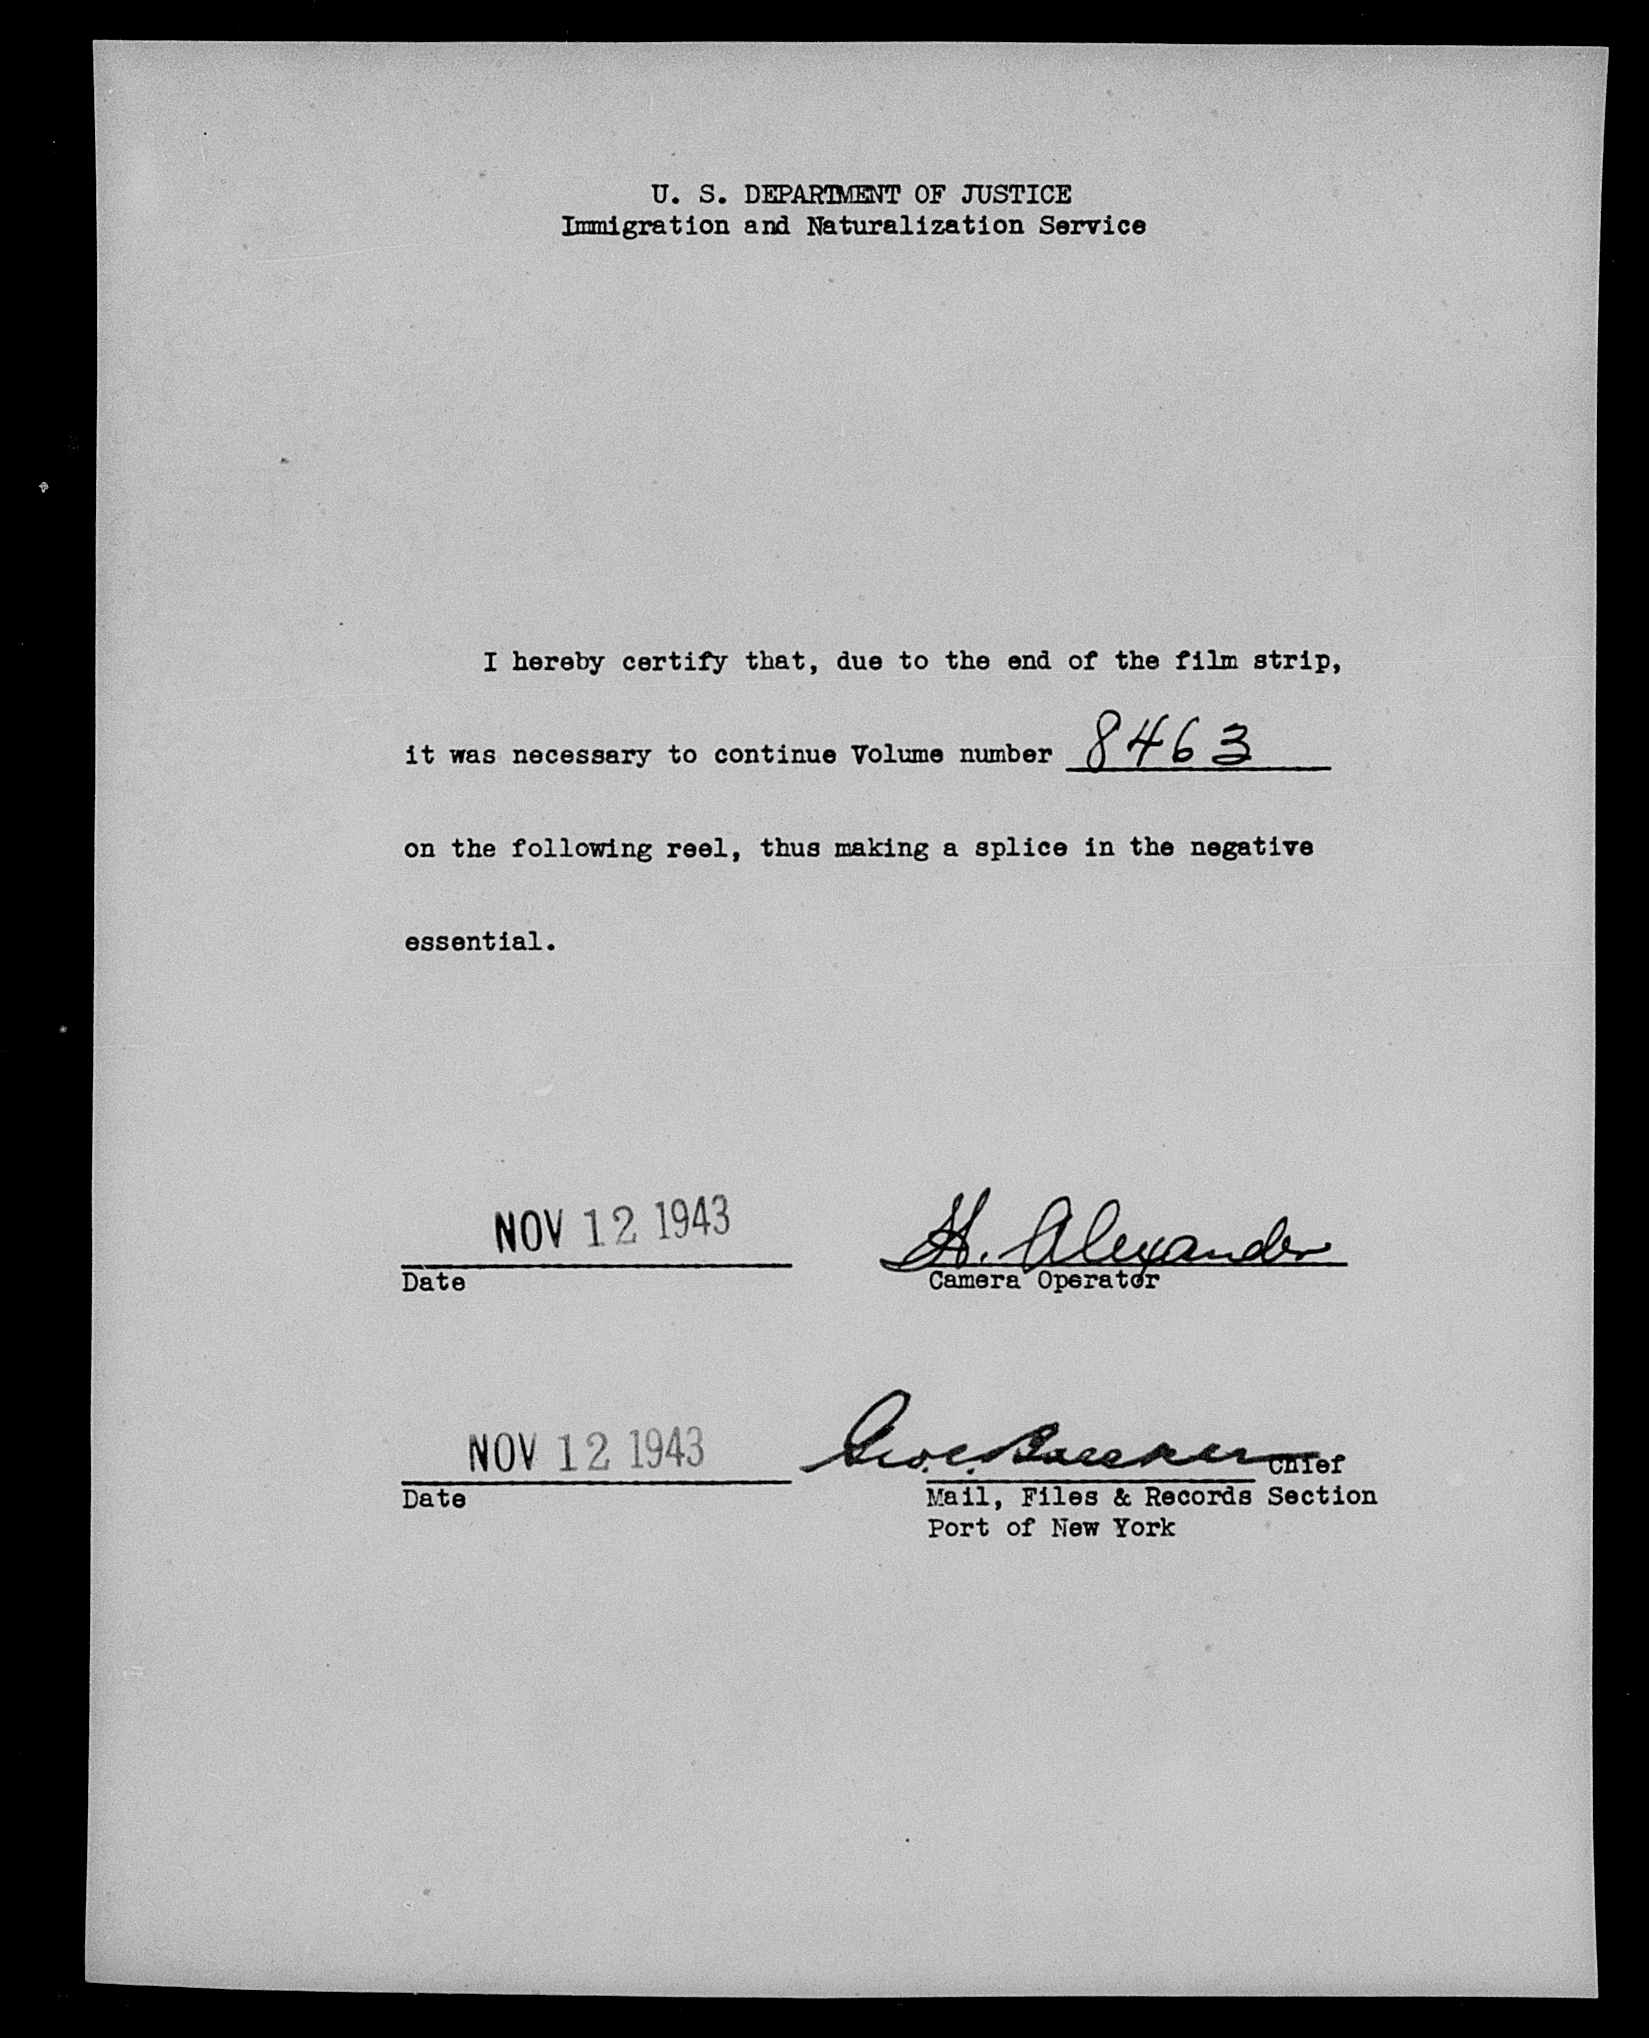 U. S. DEPARTMENT OF JUSTICE
Immigration and Naturalization Service
I hereby certify that, due to the end of the film strip,
it was necessary to continue Volume number 8463
on the following reel, thus making a splice in the negative
essential.
NOV 12 1943 H. Alexander
Date Camera Operator
NOV 12 1943 Geo. Chief
Date Mail, Files & Records Section
Port of New York